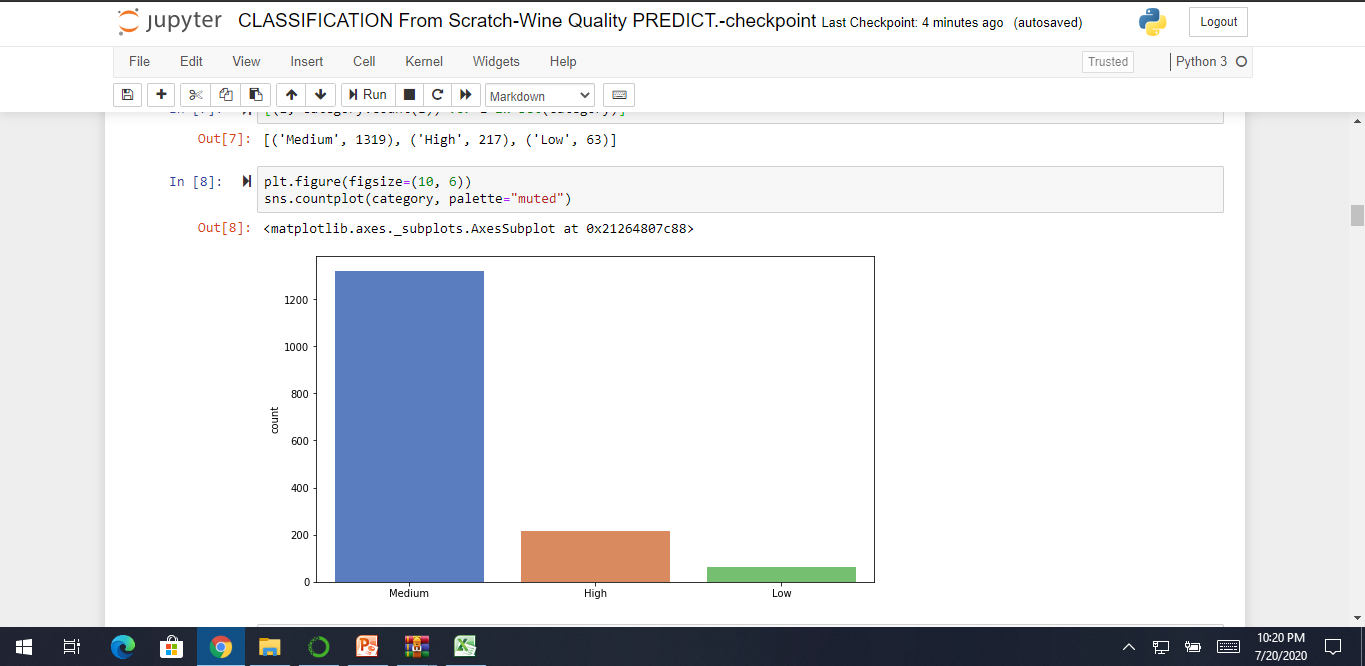 jupyter CLASSIFICATION From Scratch-Wine Quality PREDICT.-checkpoint Last Checkpoint: 4 minutes ago (autosaved) Logout
File Edit View Insert Cell Kernel Widgets Help Trusted Python 3
Run Markdown
Out[7]: [('Medium', 1319), ('High', 217), ('Low', 63)]
In [8]: plt.figure(figsize=(10, 6))
sns.countplot(category, palette="muted")
Out[8]: <matplotlib.axes._subplots.AxesSubplot at 0x21264807c88>
1200
1000
800
600
400
200
0
count
Medium High Low
10:20 PM
7/20/2020